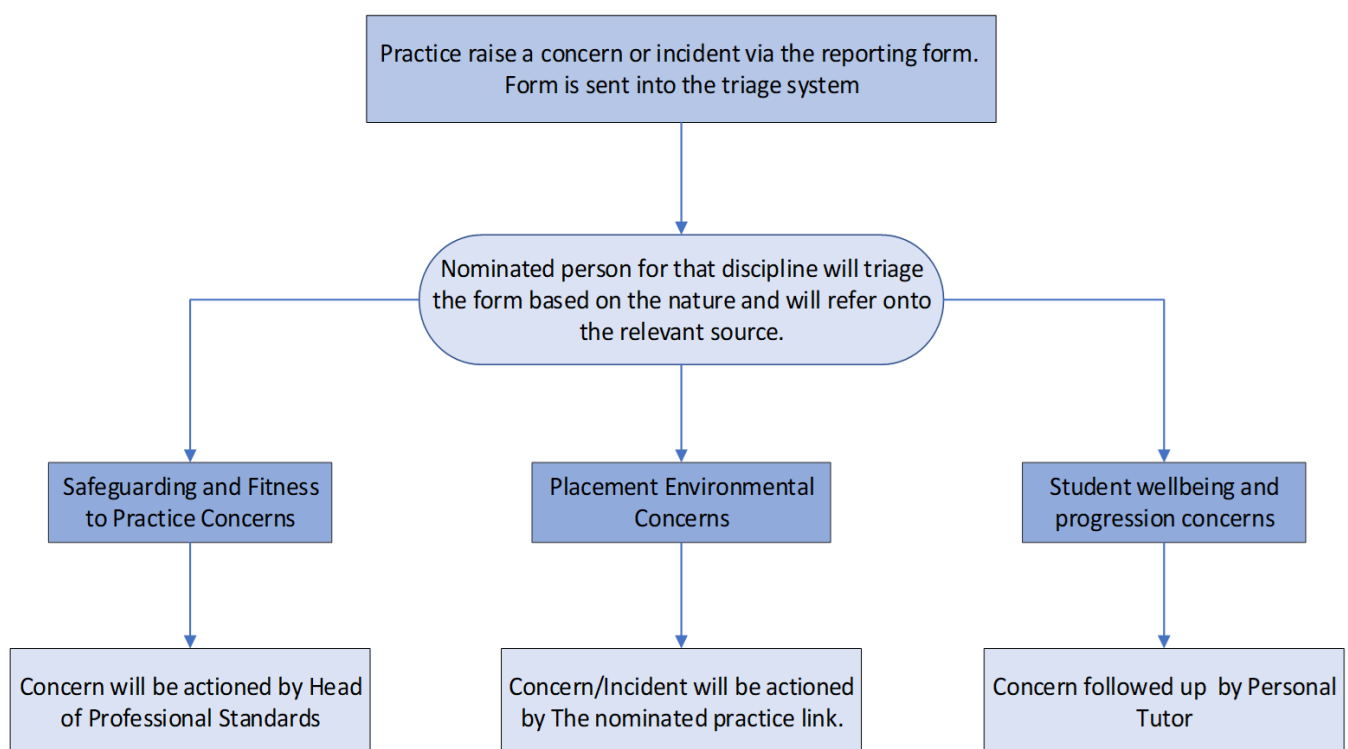 Practice raise a concern or incident via the reporting form.
Form is sent into the triage system
Nominated person for that discipline will triage
the form based on the nature and will refer onto
the relevant source.
Safeguarding and Fitness
to Practice Concerns
Placement Environmental
Concerns
Student wellbeing and
progression concerns
Concern will be actioned by Head
of Professional Standards
Concern/Incident will be actioned
by The nominated practice link.
Concern followed up by Personal
Tutor